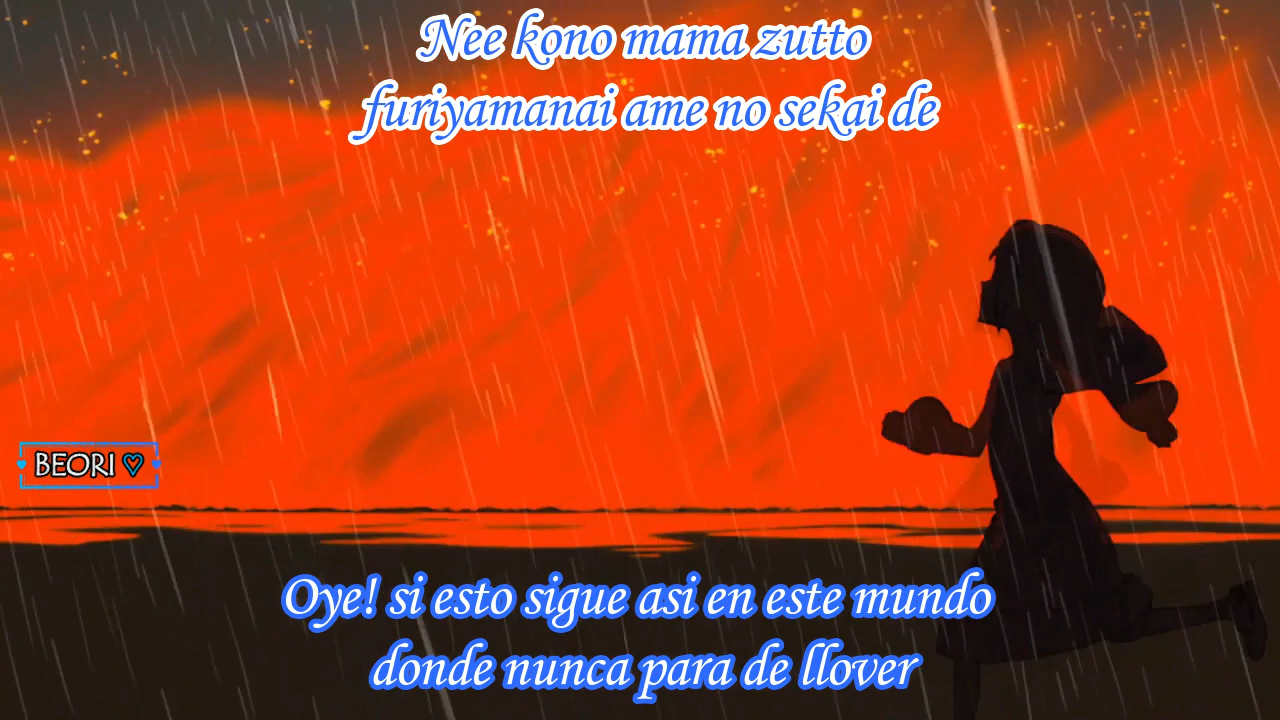 Nee kono mama zutto
furiyamanai ame no sekai de
BEORI ♡
Oye! si esto sigue asi en este mundo
donde nunca para de llover